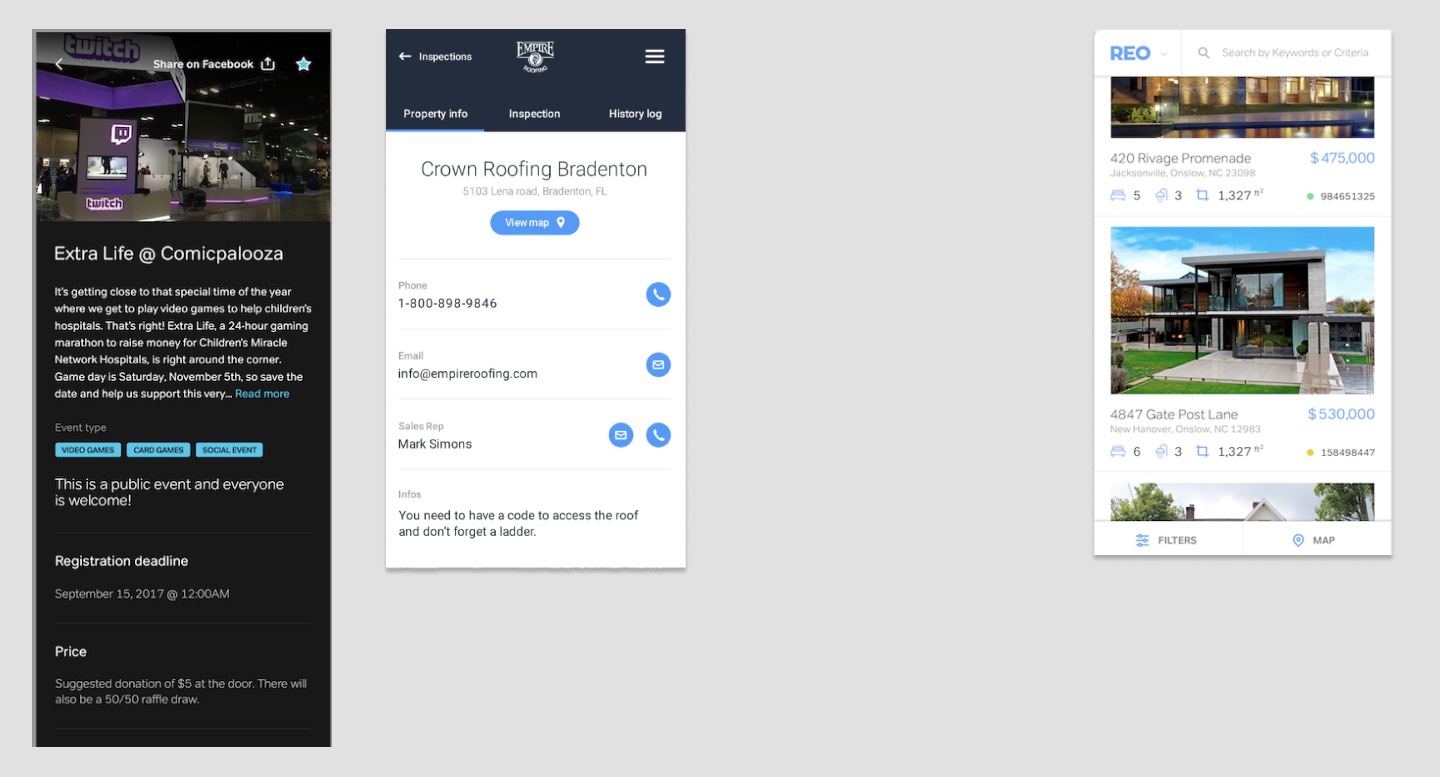 twitch
Share on Facebook
twitch
Extra Life @ Comicpalooza
It's getting close to that special time of the year
where we get to play video games to help children's
hospitals. That's right! Extra Life, a 24-hour gaming
marathon to raise money for Children's Miracle
Network Hospitals, is right around the corner.
Game day is Saturday, November 5th, so save the
date and help us support this very... Read more
Event type
VIDEO GAMES CARD GAMES SOCIAL EVENT
This is a public event and everyone
is welcome!
Registration deadline
September 15, 2017 @ 12:00AM
Price
Suggested donation of $5 at the door. There will
also be a 50/50 raffle draw.
Inspections
EMPIRE
ROOFING
Property info Inspection History log
Crown Roofing Bradenton
5103 Lena road, Bradenton, FL
View map
Phone
1-800-898-9846
Email
info@empireroofing.com
Sales Rep
Mark Simons
Infos
You need to have a code to access the roof
and don't forget a ladder.
REO Search by Keywords or Criteria
420 Rivage Promenade $475,000
Jacksonville, Onslow, NC 23098
5 3 1,327 ft² 984651325
4847 Gate Post Lane $530,000
New Hanover, Onslow, NC 12983
6 3 1,327 ft² 158498447
FILTERS MAP